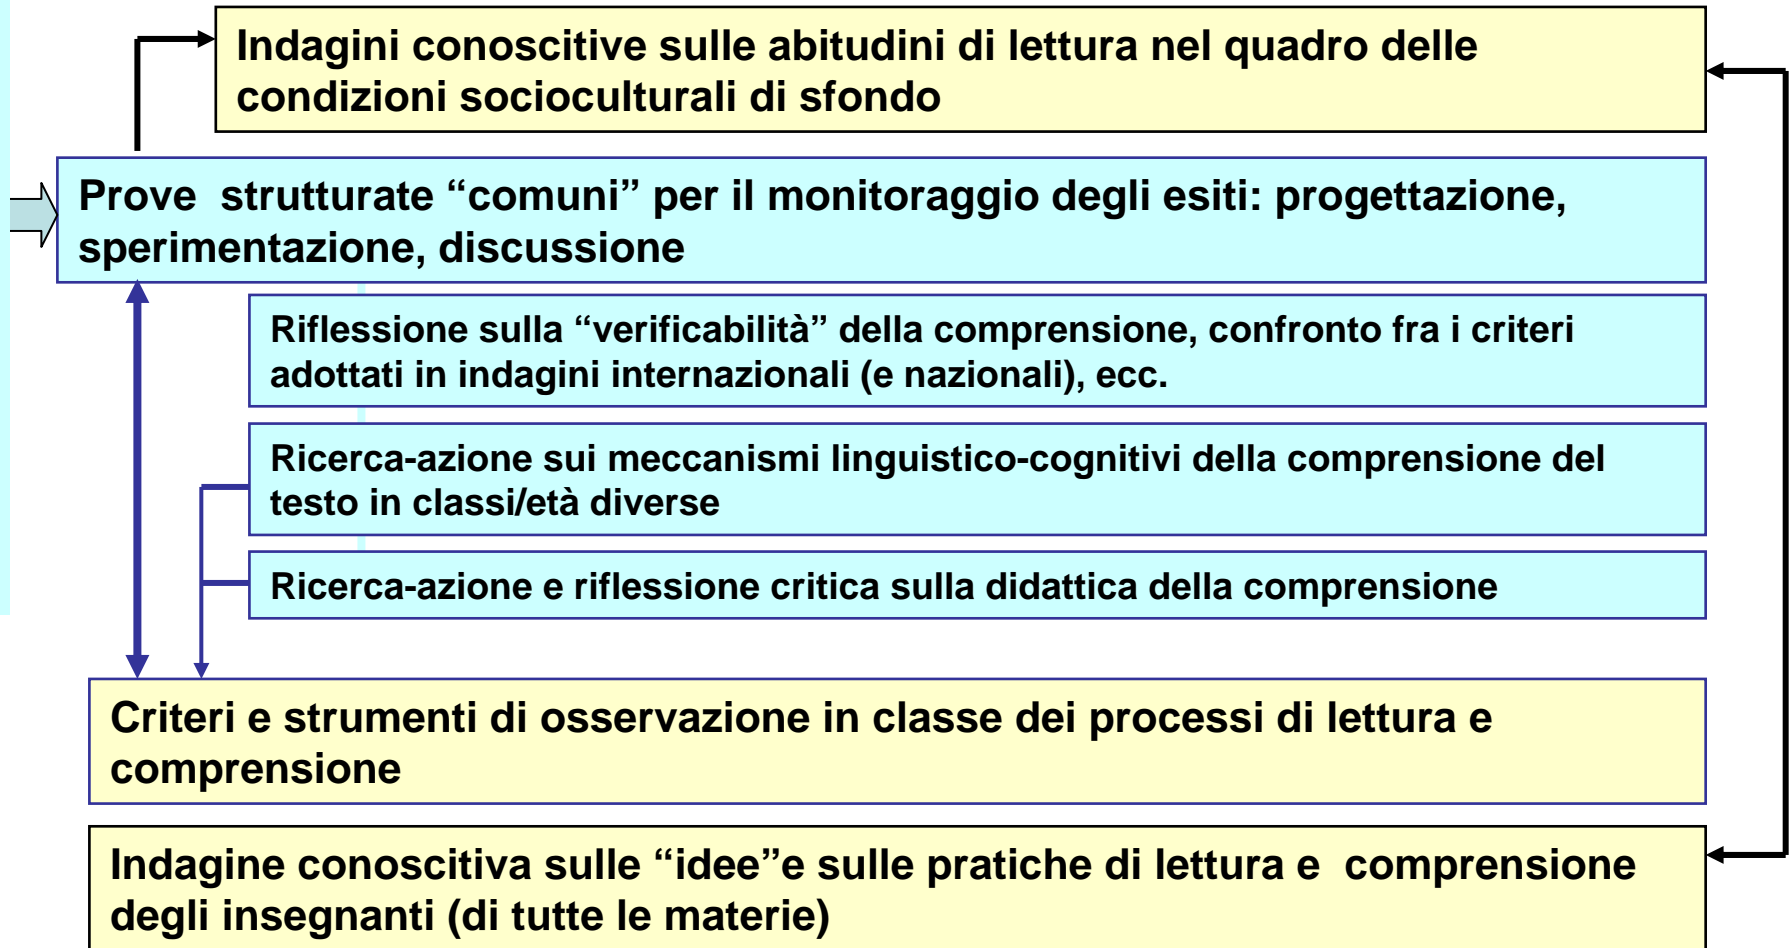 Indagini conoscitive sulle abitudini di lettura nel quadro delle
condizioni socioculturali di sfondo
Prove  strutturate “comuni” per il monitoraggio degli esiti: progettazione,
sperimentazione, discussione
Riflessione sulla “verificabilità” della comprensione, confronto fra i criteri
adottati in indagini internazionali (e nazionali), ecc.
Ricerca-azione sui meccanismi linguistico-cognitivi della comprensione del
testo in classi/età diverse
Ricerca-azione e riflessione critica sulla didattica della comprensione
Criteri e strumenti di osservazione in classe dei processi di lettura e
comprensione
Indagine conoscitiva sulle “idee”e sulle pratiche di lettura e  comprensione
degli insegnanti (di tutte le materie)